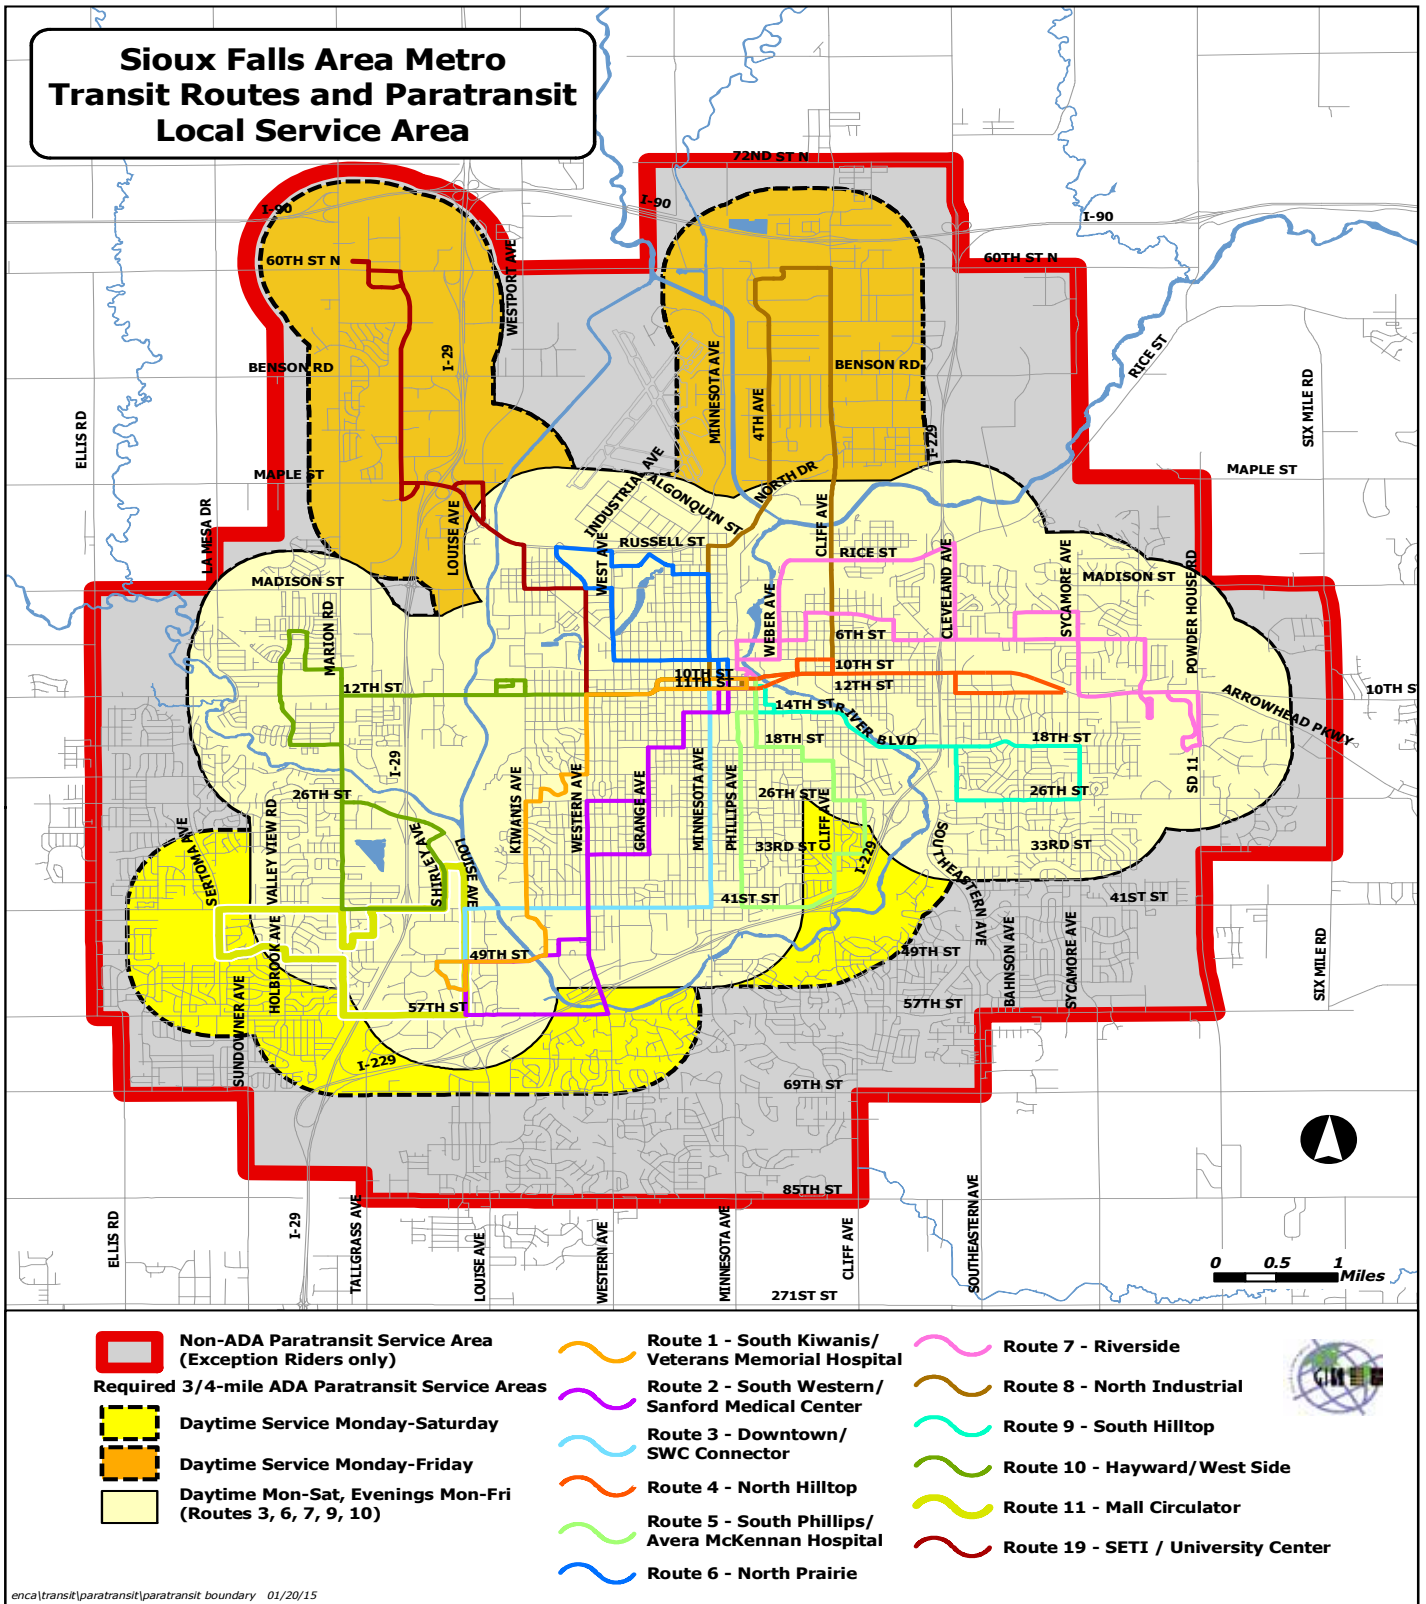 Sioux Falls Area Metro
Transit Routes and Paratransit
Local Service Area
72ND ST N
I-90
I-90
I-90
60TH ST N
60TH ST N
WESTPORT AVE
I-29
BENSON RD
BENSON RD
MINNESOTA AVE
4TH AVE
I-229
RICE ST
SIX MILE RD
ELLIS RD
MAPLE ST
MAPLE ST
LA MESA DR
LOUISE AVE
INDUSTRIAL AVE
ALGONQUIN ST
NORTH DR
CLIFF AVE
RUSSELL ST
WEST AVE
RICE ST
CLEVELAND AVE
SYCAMORE AVE
MADISON ST
MADISON ST
POWDER HOUSE RD
MARION RD
WEBER AVE
6TH ST
10TH ST
10TH ST
11TH ST
12TH ST
12TH ST
10TH ST
ARROWHEAD PKWY
14TH ST
RIVER BLVD
18TH ST
18TH ST
SD 11
I-29
26TH ST
26TH ST
26TH ST
KIWANIS AVE
WESTERN AVE
GRANGE AVE
MINNESOTA AVE
PHILLIPS AVE
CLIFF AVE
33RD ST
33RD ST
I-229
SERTOMA AVE
VALLEY VIEW RD
SHIRLEY AVE
LOUISE AVE
SOUTHEASTERN AVE
41ST ST
41ST ST
HOLBROOK AVE
49TH ST
49TH ST
BAHNSON AVE
SYCAMORE AVE
SIX MILE RD
SUNDOWNER AVE
57TH ST
57TH ST
I-229
69TH ST
85TH ST
ELLIS RD
I-29
TALLGRASS AVE
LOUISE AVE
WESTERN AVE
MINNESOTA AVE
CLIFF AVE
SOUTHEASTERN AVE
271ST ST
0 0.5 1
Miles
Non-ADA Paratransit Service Area
(Exception Riders only)
Required 3/4-mile ADA Paratransit Service Areas
Daytime Service Monday-Saturday
Daytime Service Monday-Friday
Daytime Mon-Sat, Evenings Mon-Fri
(Routes 3, 6, 7, 9, 10)
Route 1 - South Kiwanis/
Veterans Memorial Hospital
Route 2 - South Western/
Sanford Medical Center
Route 3 - Downtown/
SWC Connector
Route 4 - North Hilltop
Route 5 - South Phillips/
Avera McKennan Hospital
Route 6 - North Prairie
Route 7 - Riverside
Route 8 - North Industrial
Route 9 - South Hilltop
Route 10 - Hayward/West Side
Route 11 - Mall Circulator
Route 19 - SETI / University Center
enca\transit\paratransit\paratransit boundary 01/20/15